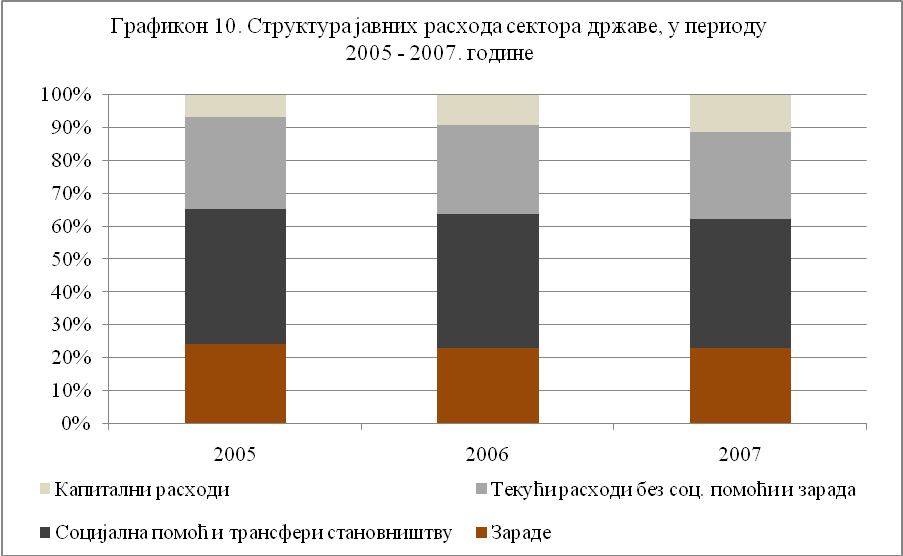 Графикон 10. Структура јавних расхода сектора државе, у периоду
2005 - 2007. године
100%
90%
80%
70%
60%
50%
40%
30%
20%
10%
0%
2005 2006 2007
Капитални расходи Текући расходи без соц. помоћи и зарада
Социјална помоћ и трансфери становништву Зараде